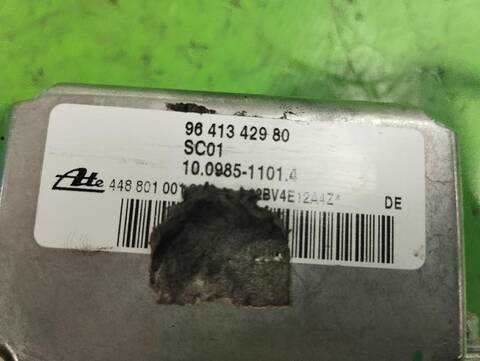 96 413 429 80
SC01
10.0985-1101.4
Ate 448 801 001 DE